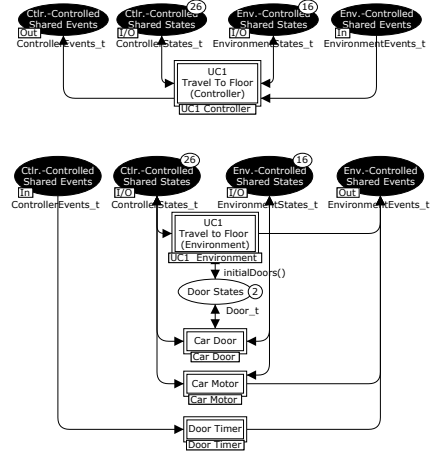 26
16
Ctlr.-Controlled
Shared Events
Ctlr.-Controlled
Shared States
Env.-Controlled
Shared States
Env.-Controlled
Shared Events
Out
I/O
I/O
In
ControllerEvents_t
ControllerStates_t
EnvironmentStates_t
EnvironmentEvents_t
UC1
Travel To Floor
(Controller)
UC1 Controller
26
16
Ctlr.-Controlled
Shared Events
Ctlr.-Controlled
Shared States
Env.-Controlled
Shared States
Env.-Controlled
Shared Events
In
I/O
I/O
Out
ControllerEvents_t
ControllerStates_t
EnvironmentStates_t
EnvironmentEvents_t
UC1
Travel to Floor
(Environment)
UC1 Environment
initialDoors()
Door States
2
Door_t
Car Door
Car Door
Car Motor
Car Motor
Door Timer
Door Timer